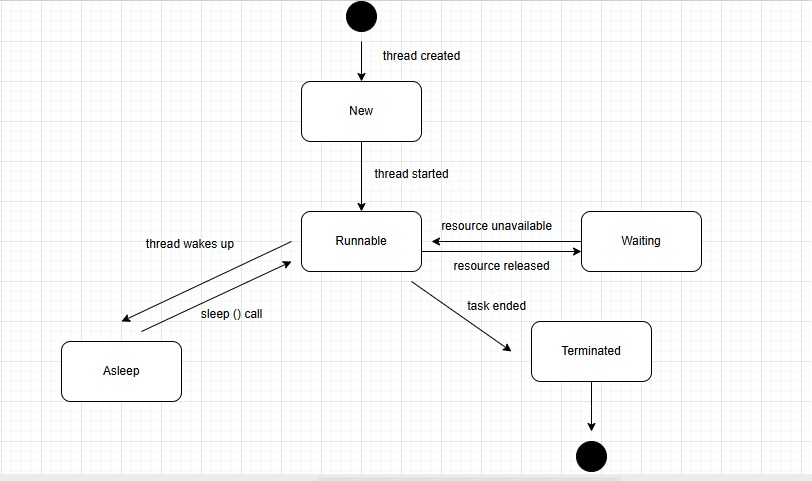 thread created
New
thread started
resource unavailable
Runnable
Waiting
thread wakes up
resource released
task ended
sleep () call
Terminated
Asleep